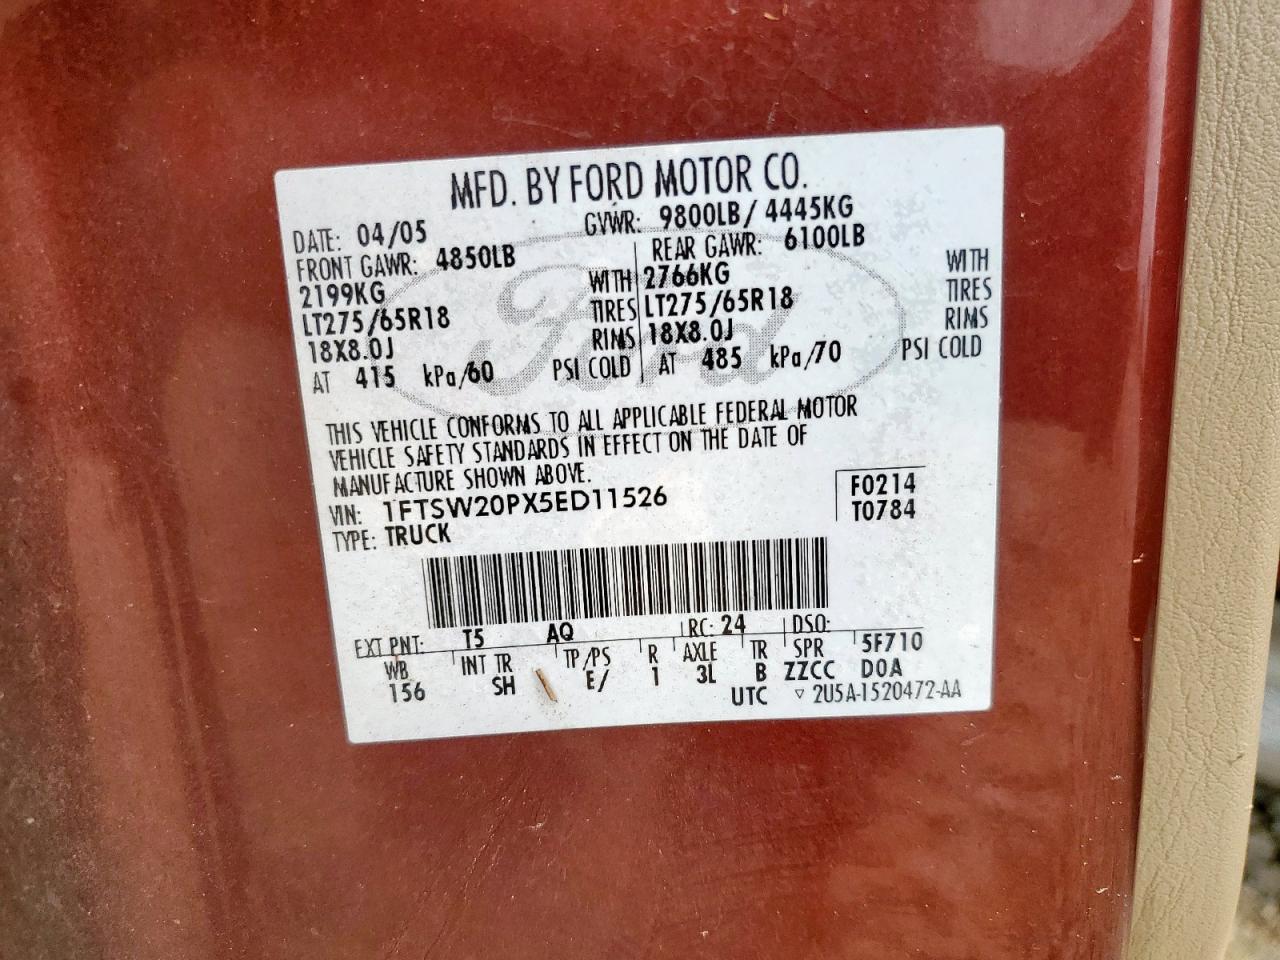 MFD. BY FORD MOTOR CO.
DATE: 04/05 GVWR: 9800LB/ 4445KG
FRONT GAWR: 4850LB REAR GAWR: 6100LB
2199KG WITH 2766KG WITH
LT275/65R18 TIRES LT275/65R18 TIRES
18X8.0J RIMS 18X8.0J RIMS
AT 415 kPa/60 PSI COLD AT 485 kPa/70 PSI COLD
Ford
THIS VEHICLE CONFORMS TO ALL APPLICABLE FEDERAL MOTOR
VEHICLE SAFETY STANDARDS IN EFFECT ON THE DATE OF
MANUFACTURE SHOWN ABOVE.
VIN: 1FTSW20PX5ED11526 F0214
TYPE: TRUCK T0784
EXT PNT: T5 AQ RC: 24 DSO:
WB INT TR TP/PS R AXLE TR SPR 5F710
156 SH E/ 1 3L B ZZCC D0A
UTC ▽ 2U5A-1520472-AA